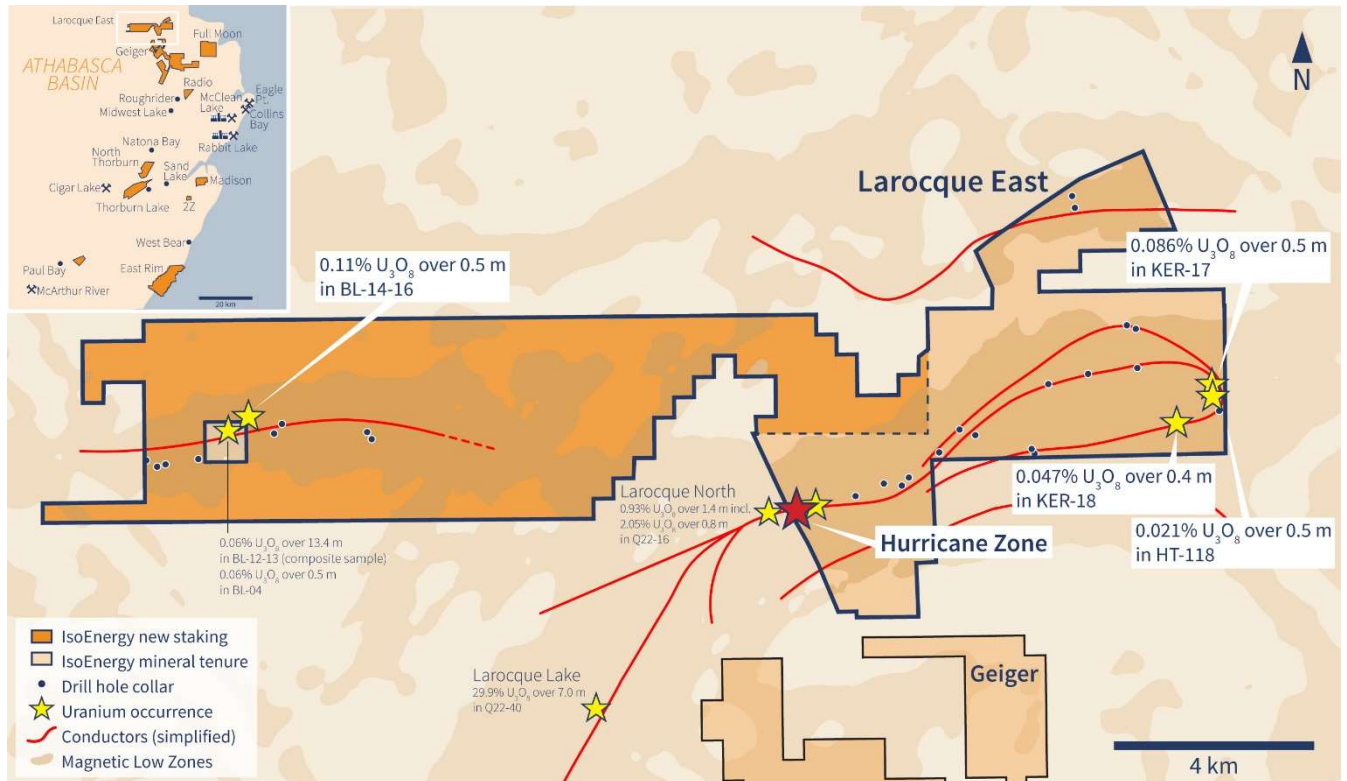 Larocque East
Full Moon
Geiger
ATHABASCA
BASIN
Radio
Eagle
Pt.
Roughrider
McClean
Lake
Midwest Lake
Collins
Bay
Rabbit Lake
Natona Bay
North
Thorburn
Sand
Lake
Cigar Lake
Madison
Thorburn Lake
2Z
West Bear
Paul Bay
East Rim
McArthur River
20 km
N
Larocque East
0.11% U₃O₈ over 0.5 m
in BL-14-16
0.086% U₃O₈ over 0.5 m
in KER-17
0.047% U₃O₈ over 0.4 m
in KER-18
0.021% U₃O₈ over 0.5 m
in HT-118
Larocque North
0.93% U₃O₈ over 1.4 m incl.
2.05% U₃O₈ over 0.8 m
in Q22-16
Hurricane Zone
0.06% U₃O₈ over 13.4 m
in BL-12-13 (composite sample)
0.06% U₃O₈ over 0.5 m
in BL-04
Larocque Lake
29.9% U₃O₈ over 7.0 m
in Q22-40
Geiger
IsoEnergy new staking
IsoEnergy mineral tenure
Drill hole collar
Uranium occurrence
Conductors (simplified)
Magnetic Low Zones
4 km